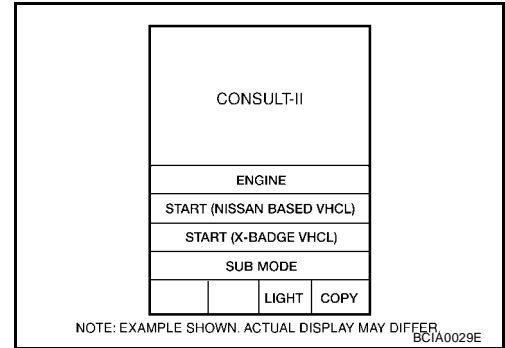 CONSULT-II
ENGINE
START (NISSAN BASED VHCL)
START (X-BADGE VHCL)
SUB MODE
LIGHT COPY
NOTE: EXAMPLE SHOWN. ACTUAL DISPLAY MAY DIFFER.
BCIA0029E